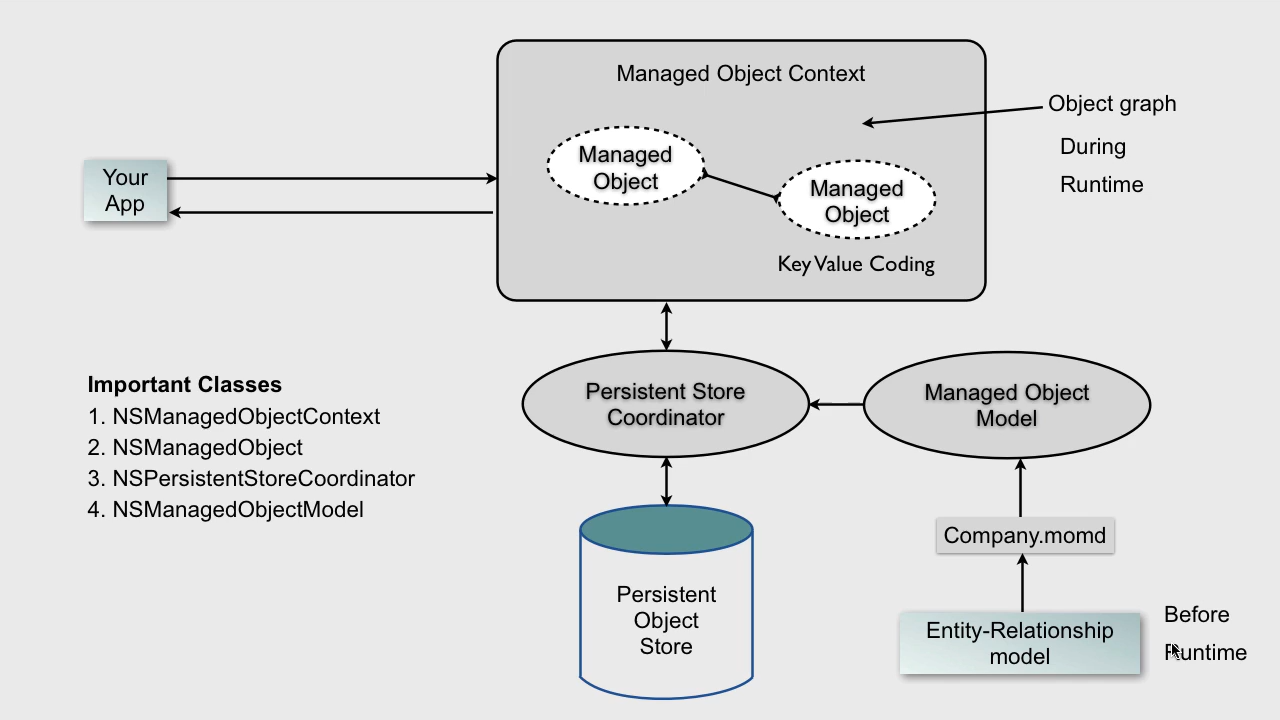 Managed Object Context
Object graph
During
Runtime
Managed
Object
Managed
Object
Key Value Coding
Your
App
Important Classes
1. NSManagedObjectContext
2. NSManagedObject
3. NSPersistentStoreCoordinator
4. NSManagedObjectModel
Persistent Store
Coordinator
Managed Object
Model
Company.momd
Persistent
Object
Store
Entity-Relationship
model
Before
Runtime